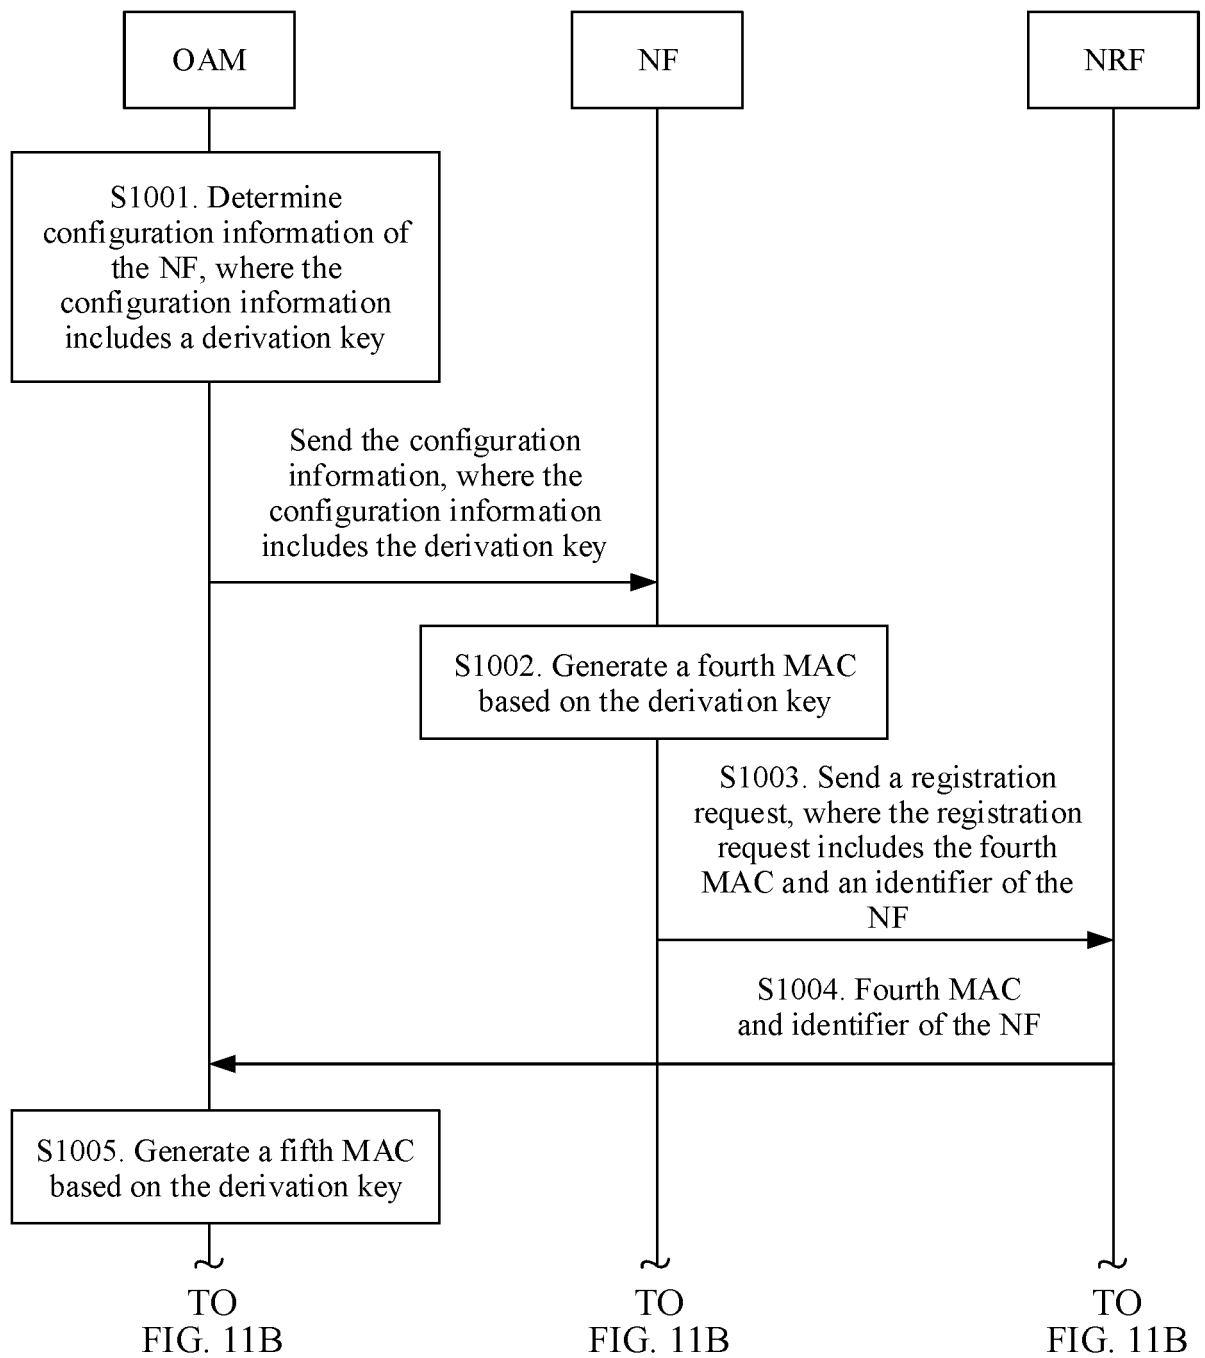 OAM
NF
NRF
S1001. Determine
configuration information of
the NF, where the
configuration information
includes a derivation key
Send the configuration
information, where the
configuration information
includes the derivation key
S1002. Generate a fourth MAC
based on the derivation key
S1003. Send a registration
request, where the registration
request includes the fourth
MAC and an identifier of the
NF
S1004. Fourth MAC
and identifier of the NF
S1005. Generate a fifth MAC
based on the derivation key
TO
FIG. 11B
TO
FIG. 11B
TO
FIG. 11B